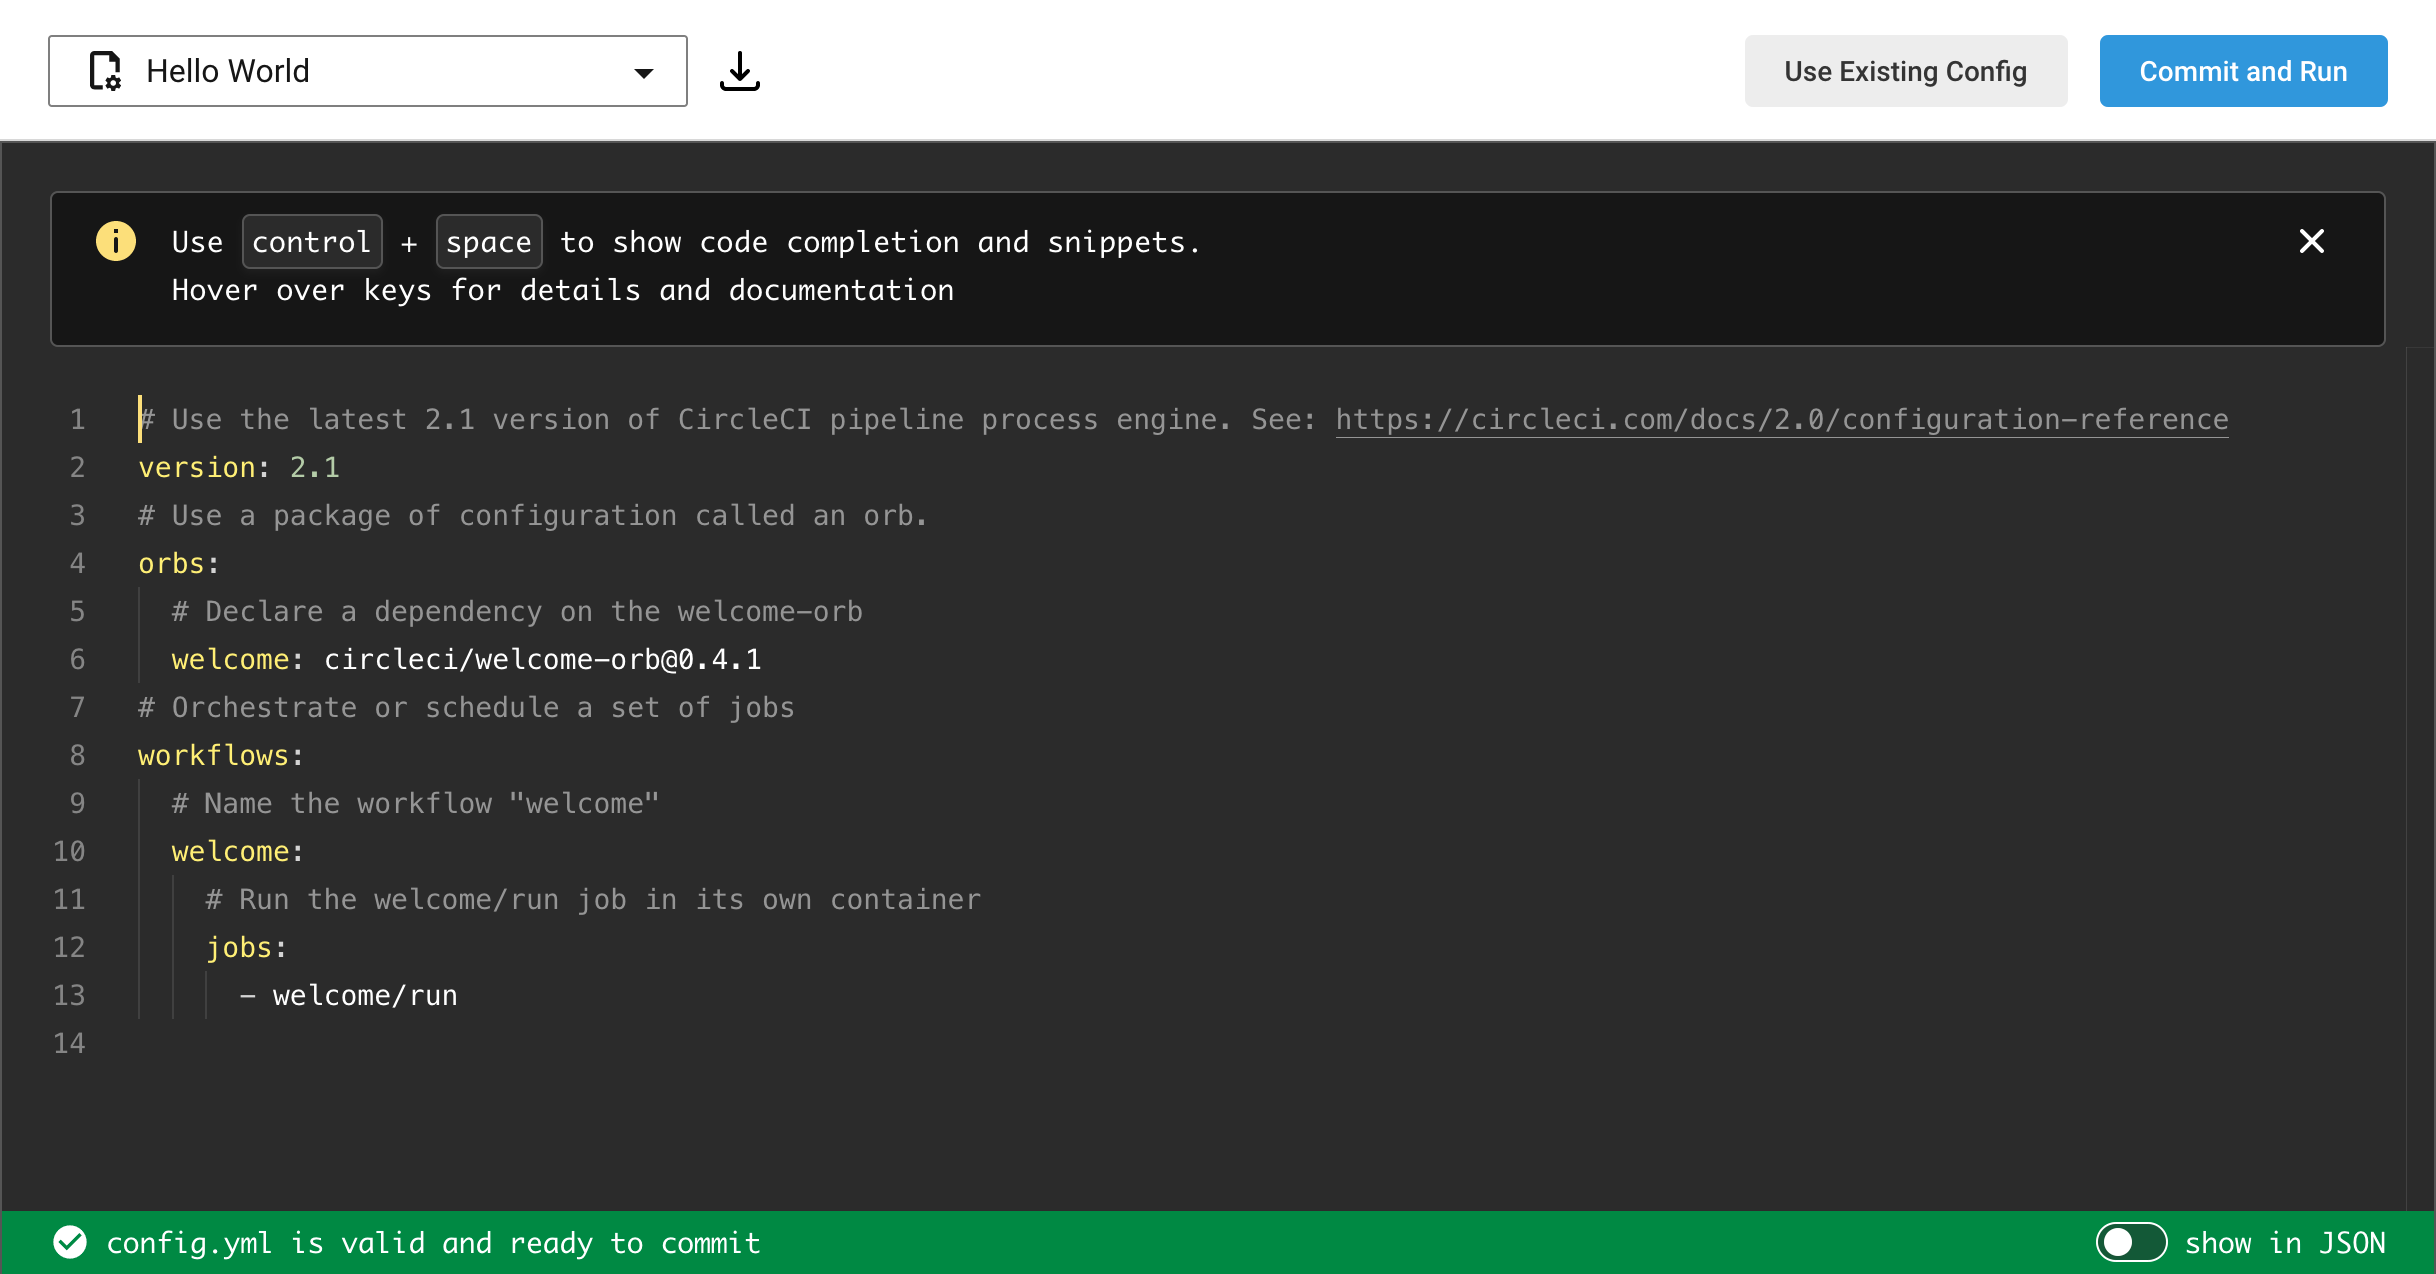 Hello World
Use Existing Config
Commit and Run
Use control + space to show code completion and snippets.
Hover over keys for details and documentation
1 # Use the latest 2.1 version of CircleCI pipeline process engine. See: https://circleci.com/docs/2.0/configuration-reference
2 version: 2.1
3 # Use a package of configuration called an orb.
4 orbs:
5   # Declare a dependency on the welcome-orb
6   welcome: circleci/welcome-orb@0.4.1
7 # Orchestrate or schedule a set of jobs
8 workflows:
9   # Name the workflow "welcome"
10   welcome:
11     # Run the welcome/run job in its own container
12     jobs:
13       - welcome/run
14
config.yml is valid and ready to commit
show in JSON